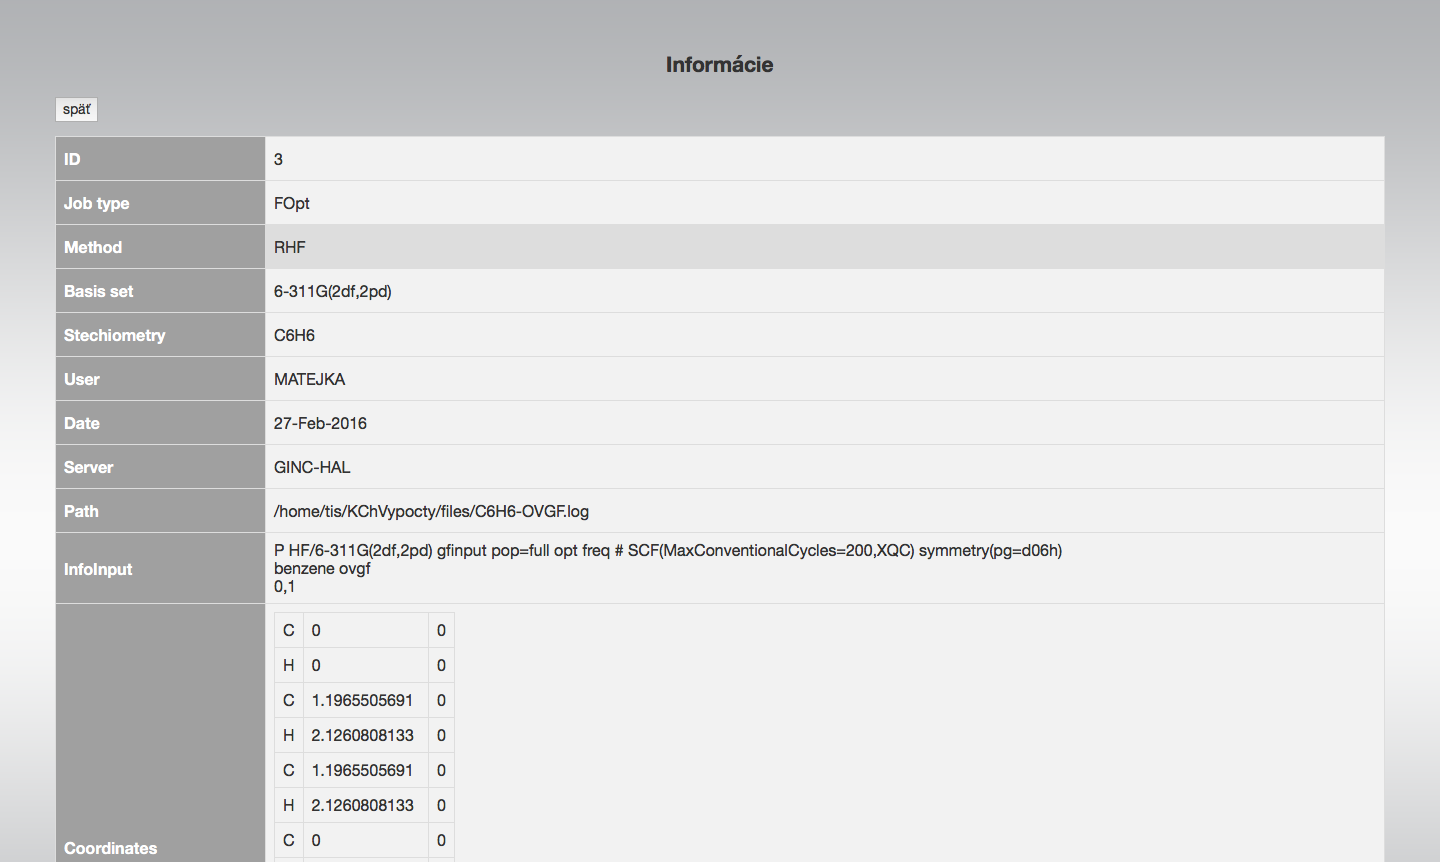 Informácie
späť
ID 3
Job type FOpt
Method RHF
Basis set 6-311G(2df,2pd)
Stechiometry C6H6
User MATEJKA
Date 27-Feb-2016
Server GINC-HAL
Path /home/tis/KChVypocty/files/C6H6-OVGF.log
InfoInput P HF/6-311G(2df,2pd) gfinput pop=full opt freq # SCF(MaxConventionalCycles=200,XQC) symmetry(pg=d06h)
benzene ovgf
0,1
C 0 0
H 0 0
C 1.1965505691 0
H 2.1260808133 0
C 1.1965505691 0
H 2.1260808133 0
C 0 0
Coordinates